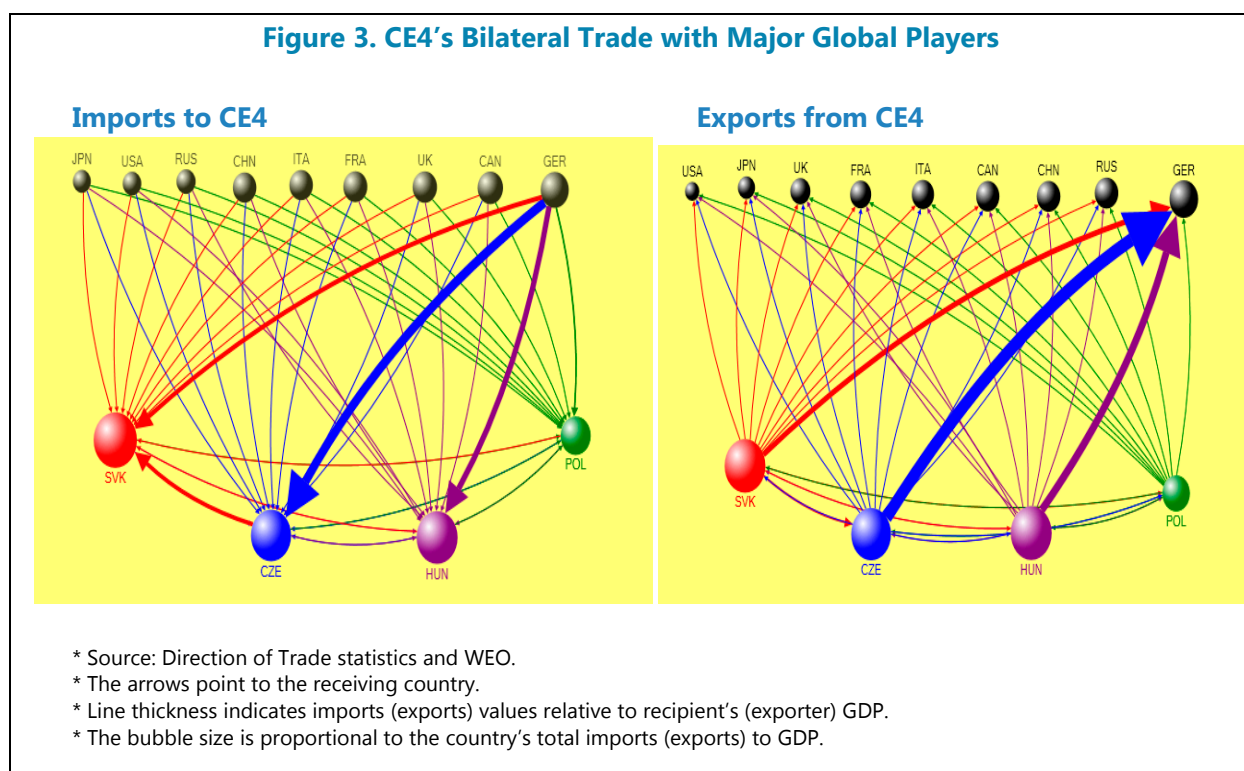 Figure 3. CE4’s Bilateral Trade with Major Global Players
Imports to CE4
JPN USA RUS CHN ITA FRA UK CAN GER
SVK
POL
CZE
HUN
Exports from CE4
USA JPN UK FRA ITA CAN CHN RUS GER
SVK
POL
CZE
HUN
* Source: Direction of Trade statistics and WEO.
* The arrows point to the receiving country.
* Line thickness indicates imports (exports) values relative to recipient’s (exporter) GDP.
* The bubble size is proportional to the country’s total imports (exports) to GDP.